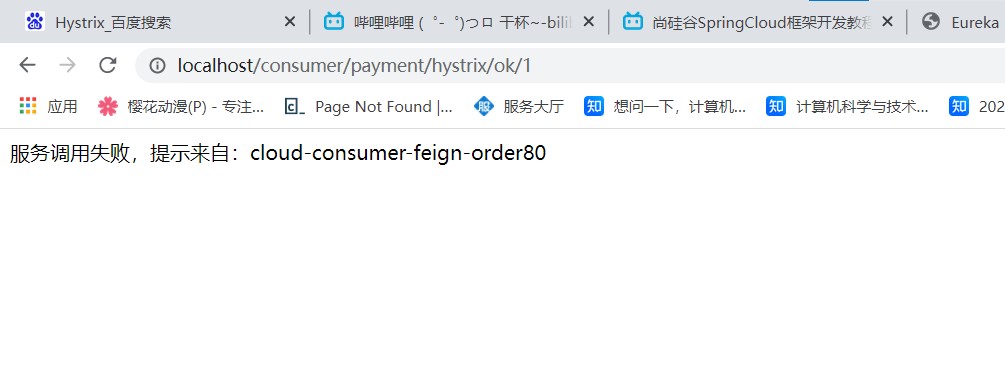 Hystrix_百度搜索
哔哩哔哩 (゜-゜)つロ 干杯~-bilil
尚硅谷SpringCloud框架开发教程
Eureka
localhost/consumer/payment/hystrix/ok/1
应用
樱花动漫(P) - 专注...
Page Not Found |...
服务大厅
想问一下，计算机...
计算机科学与技术...
202
服务调用失败，提示来自：cloud-consumer-feign-order80